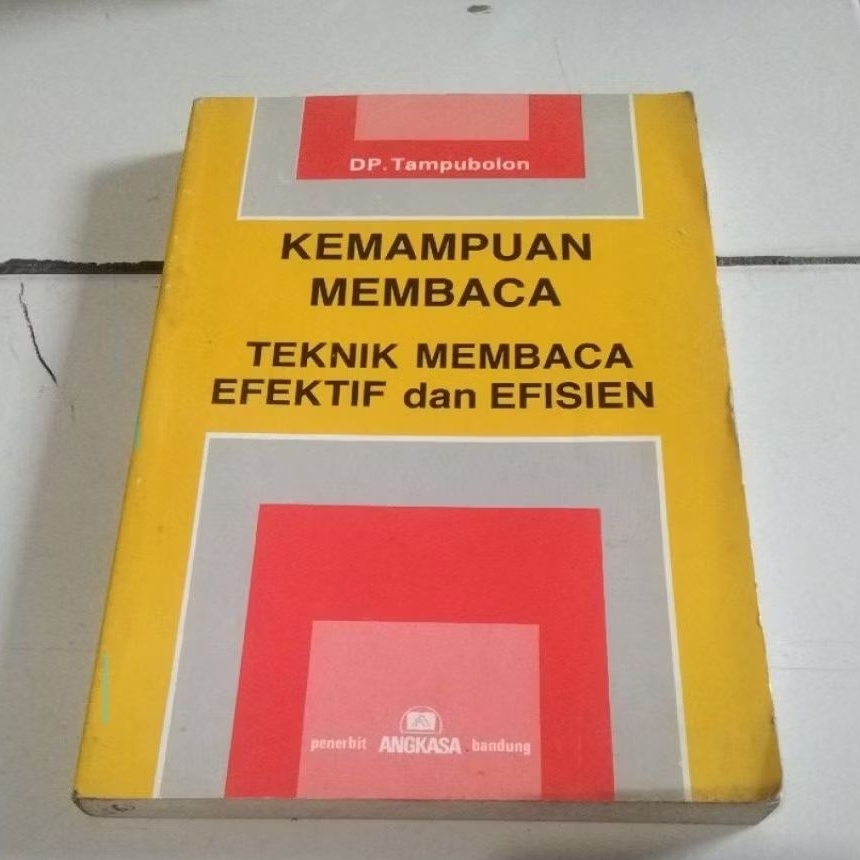 DP. Tampubolon
KEMAMPUAN
MEMBACA
TEKNIK MEMBACA
EFEKTIF dan EFISIEN
penerbit ANGKASA bandung